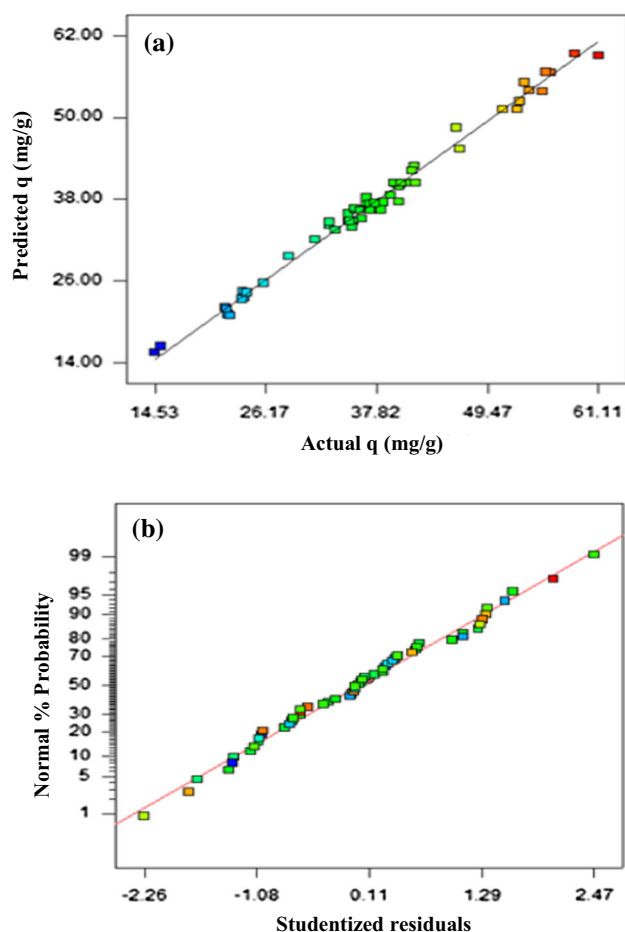 (a)
Predicted q (mg/g)
62.00
50.00
38.00
26.00
14.00
14.53 26.17 37.82 49.47 61.11
Actual q (mg/g)
(b)
Normal % Probability
99
95
90
80
70
50
30
20
10
5
1
-2.26 -1.08 0.11 1.29 2.47
Studentized residuals